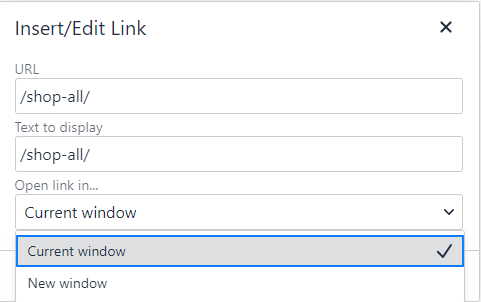 Insert/Edit Link
URL
/shop-all/
Text to display
/shop-all/
Open link in...
Current window
Current window
New window